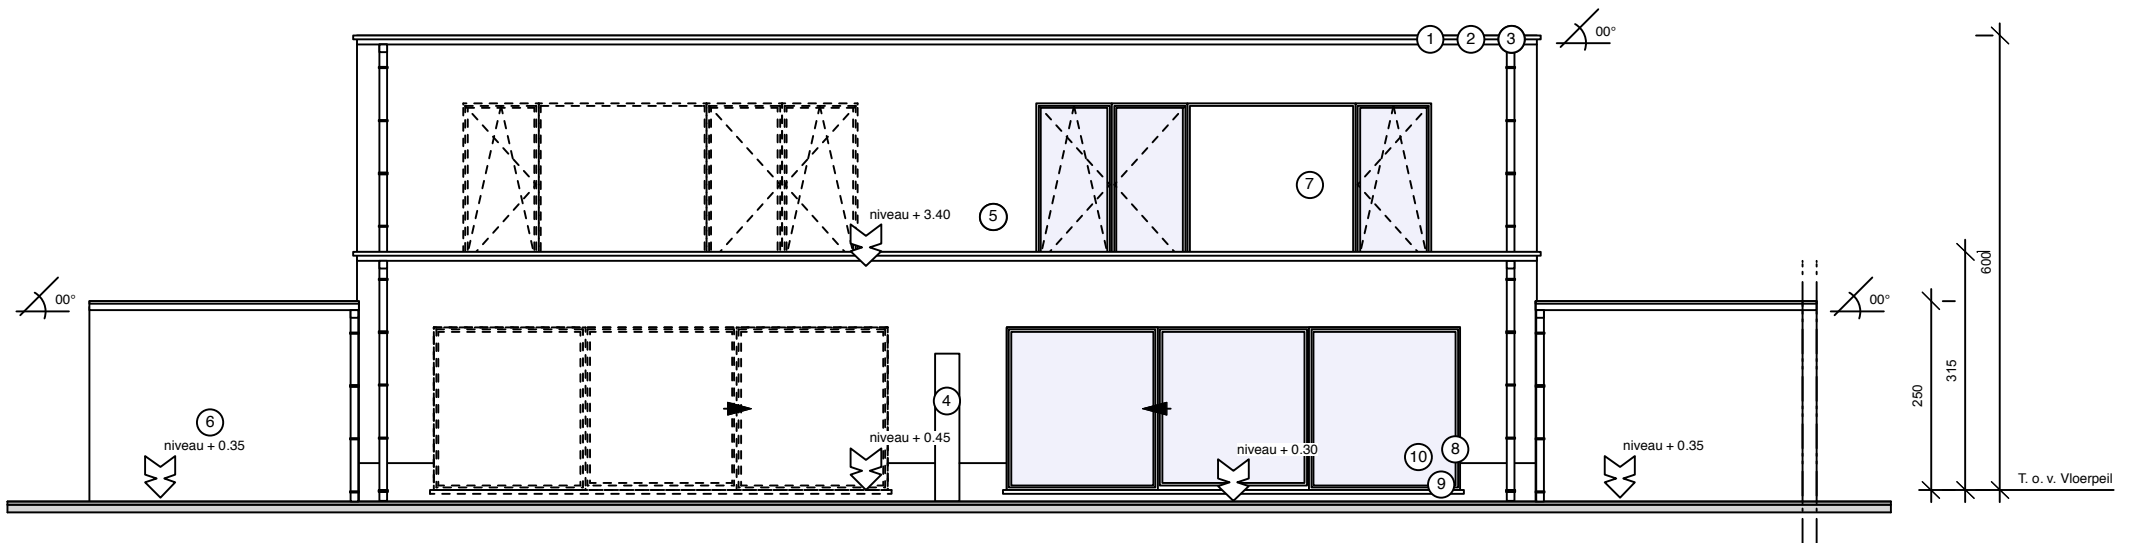 1 2 3
00°
7
niveau + 3.40
5
600
00°
00°
315
250
4
6
niveau + 0.35
niveau + 0.45
niveau + 0.30
10
8
niveau + 0.35
9
T. o. v. Vloerpeil